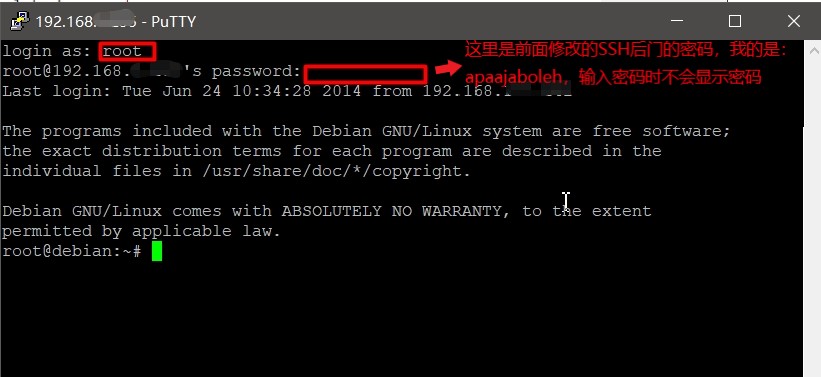 192.168. - PuTTY
login as: root
root@192.168. 's password:
这里是前面修改的SSH后门的密码，我的是：
apaajaboleh，输入密码时不会显示密码
Last login: Tue Jun 24 10:34:28 2014 from 192.168.
The programs included with the Debian GNU/Linux system are free software;
the exact distribution terms for each program are described in the
individual files in /usr/share/doc/*/copyright.
Debian GNU/Linux comes with ABSOLUTELY NO WARRANTY, to the extent
permitted by applicable law.
root@debian:~#